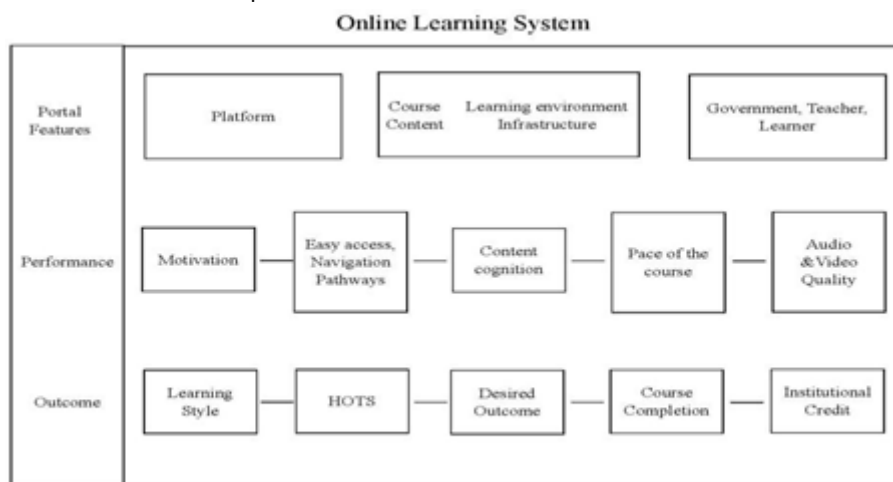 Online Learning System
Portal
Features
Platform
Course
Content
Learning environment
Infrastructure
Government, Teacher,
Learner
Performance
Motivation
Easy access,
Navigation
Pathways
Content
cognition
Pace of the
course
Audio
&Video
Quality
Outcome
Learning
Style
HOTS
Desired
Outcome
Course
Completion
Institutional
Credit